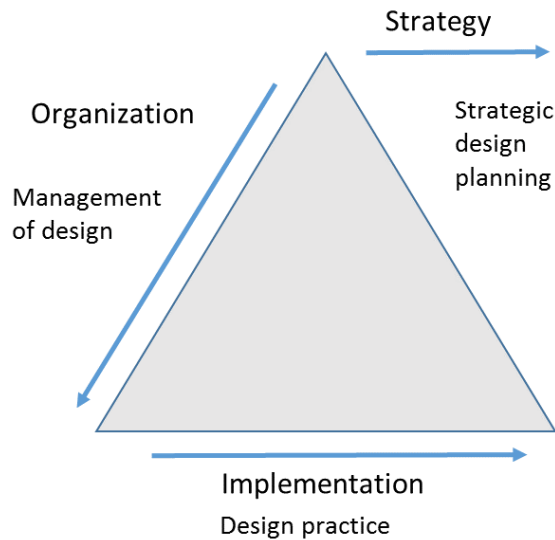 Strategy
Organization
Strategic
design
planning
Management
of design
Implementation
Design practice